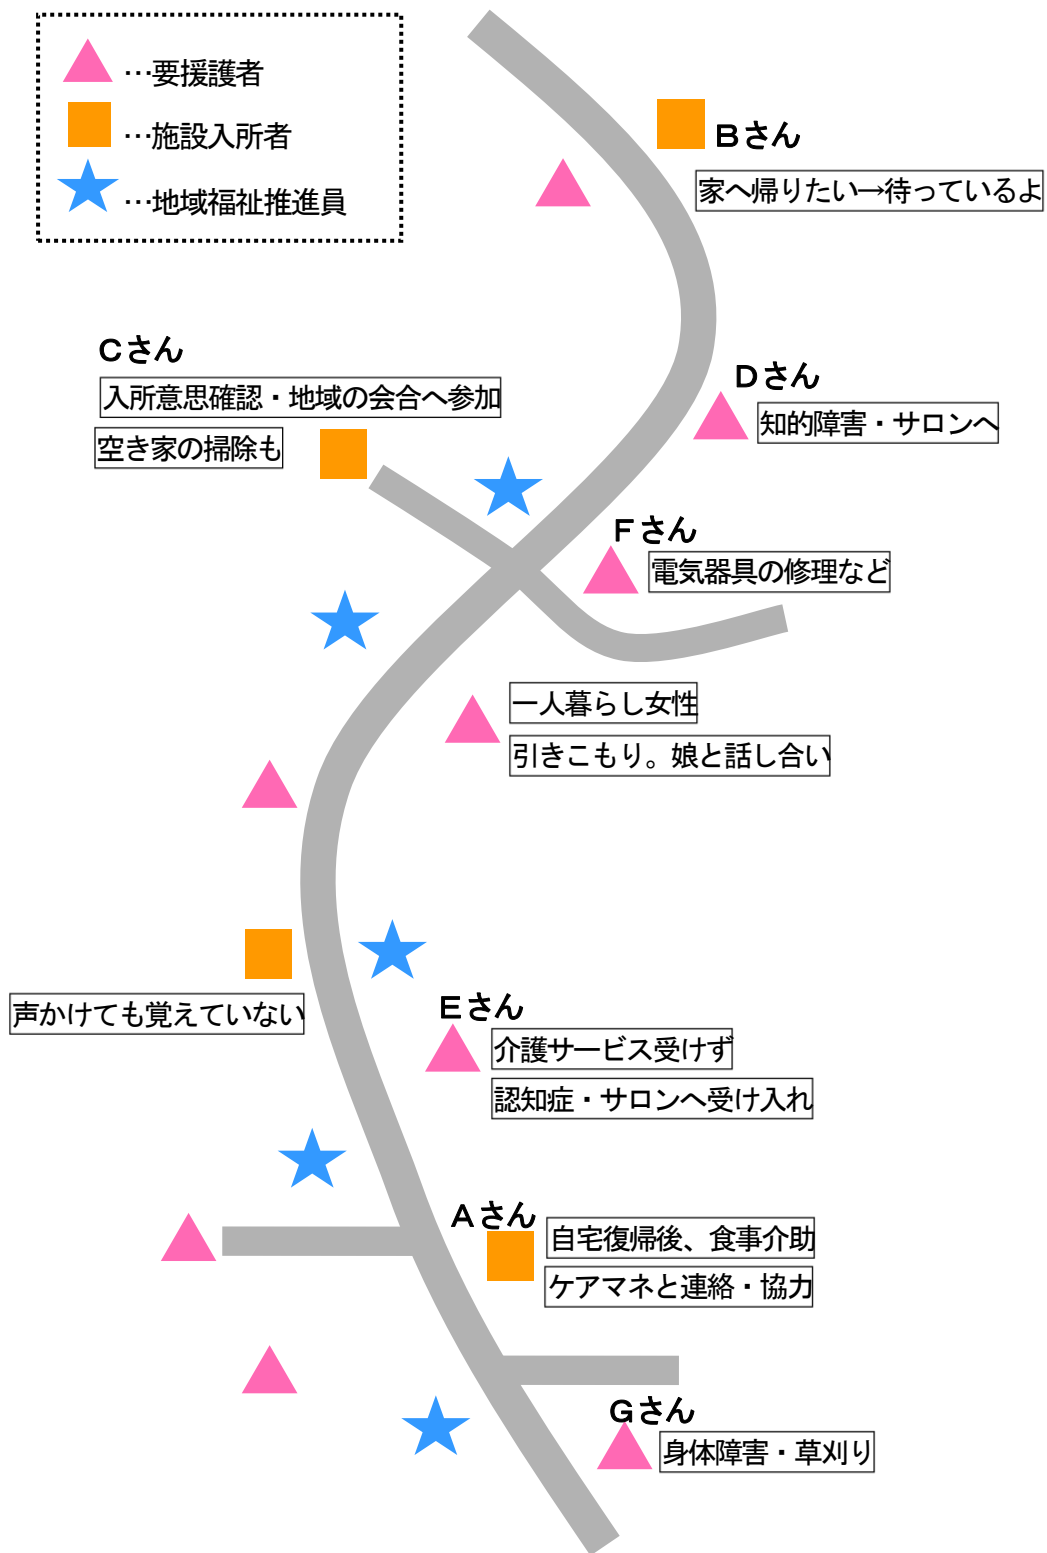 …要援護者
…施設入所者
…地域福祉推進員
Bさん
家へ帰りたい→待っているよ
Cさん
入所意思確認・地域の会合へ参加
空き家の掃除も
Dさん
知的障害・サロンへ
Fさん
電気器具の修理など
一人暮らし女性
引きこもり。娘と話し合い
声かけても覚えていない
Eさん
介護サービス受けず
認知症・サロンへ受け入れ
Aさん
自宅復帰後、食事介助
ケアマネと連絡・協力
Gさん
身体障害・草刈り